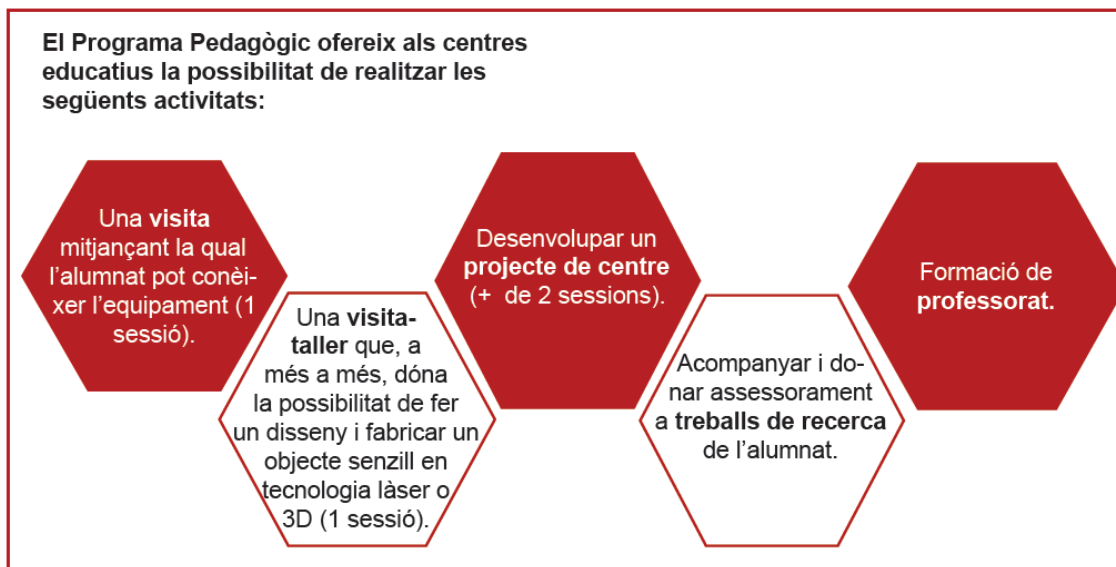 El Programa Pedagògic ofereix als centres
educatius la possibilitat de realitzar les
següents activitats:
Una visita
mitjançant la qual
l'alumnat pot conèi-
xer l'equipament (1
sessió).
Una visita-
taller que, a
més a més, dóna
la possibilitat de fer
un disseny i fabricar un
objecte senzill en
tecnologia làser o
3D (1 sessió).
Desenvolupar un
projecte de centre
(+  de 2 sessions).
Acompanyar i do-
nar assessorament
a treballs de recerca
de l'alumnat.
Formació de
professorat.